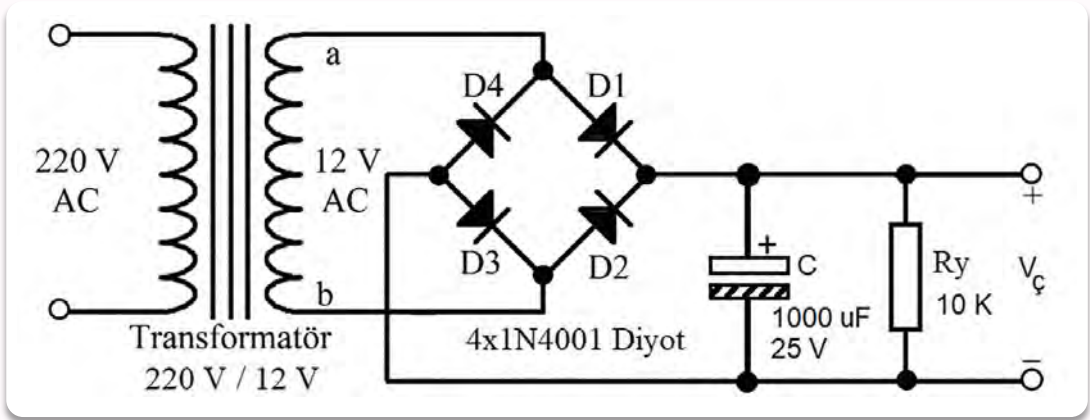 a
D4
D1
220 V
AC
12 V
AC
+
D3
D2
+
C
Ry
10 K
Vç
b
1000 uF
25 V
Transformatör
220 V / 12 V
4x1N4001 Diyot
−